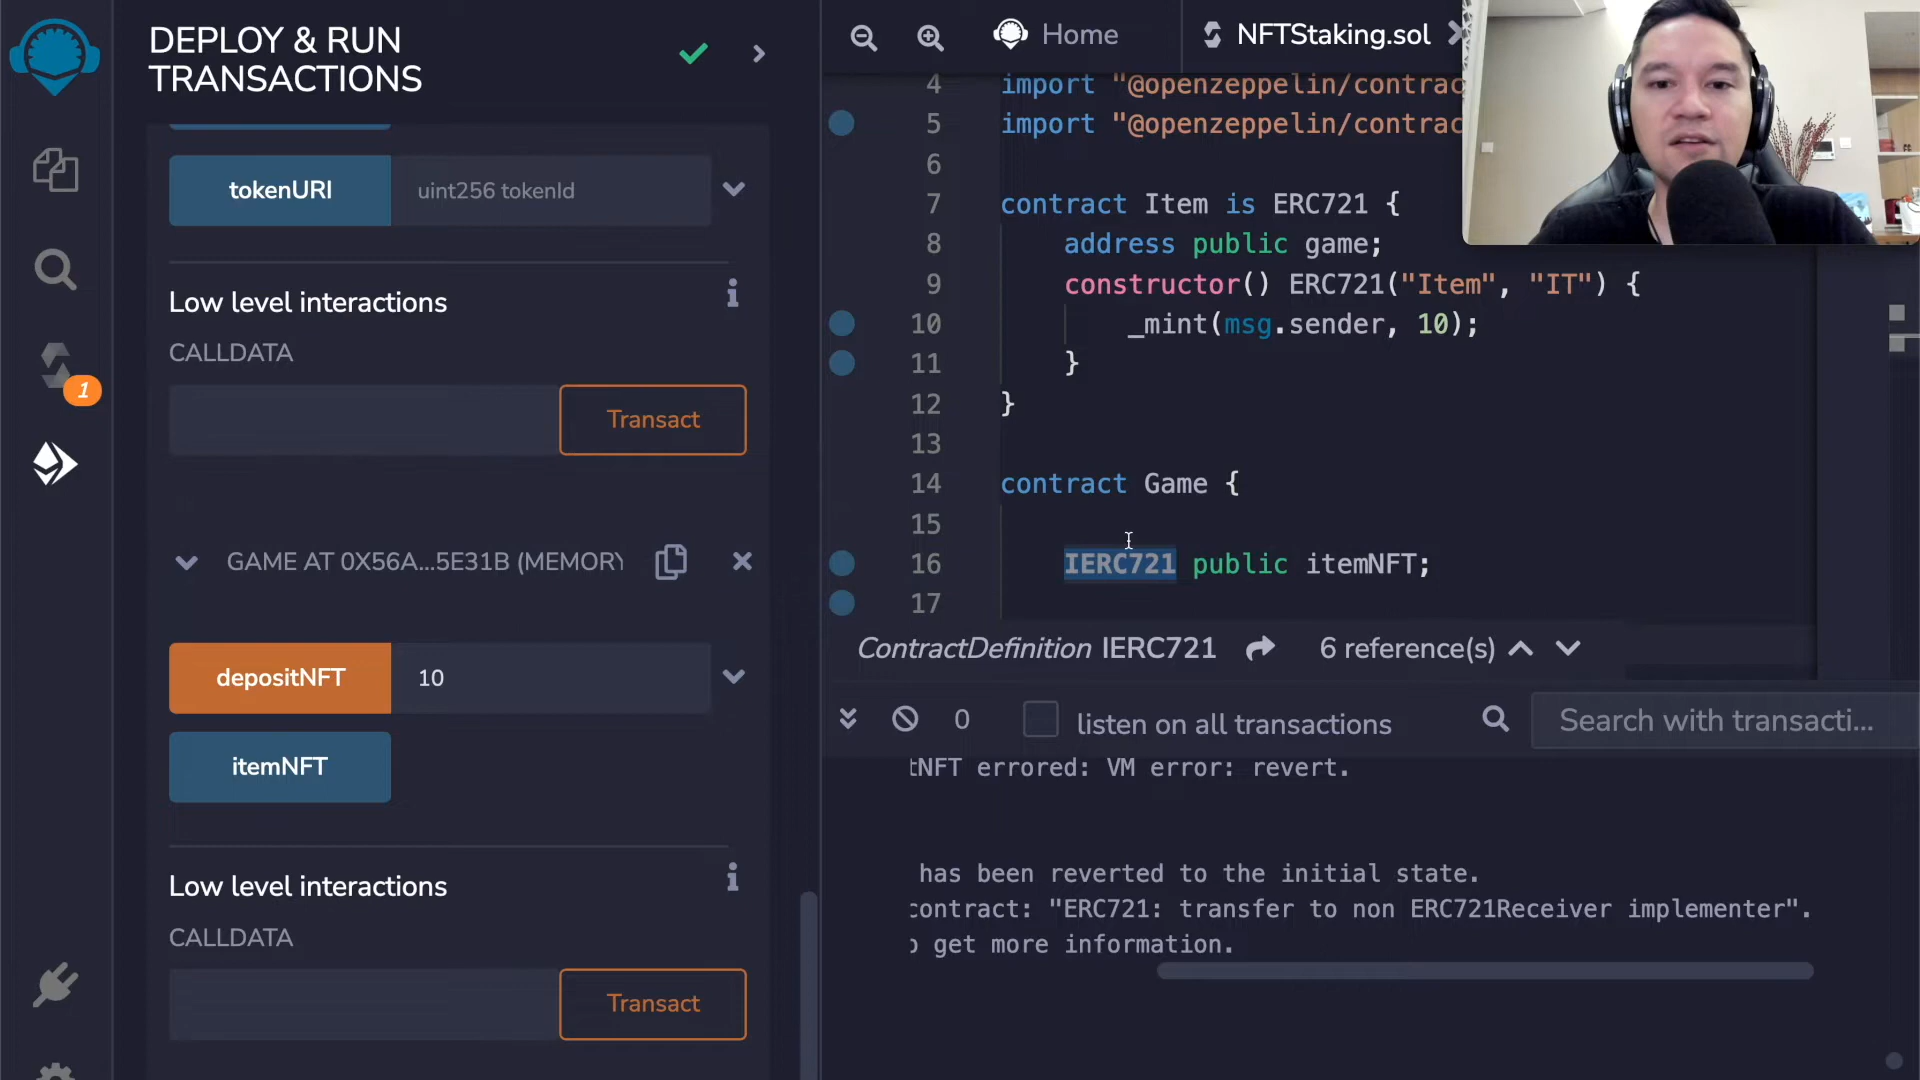 DEPLOY & RUN
TRANSACTIONS
tokenURI
uint256 tokenId
Low level interactions
CALLDATA
Transact
1
GAME AT 0X56A...5E31B (MEMORY
depositNFT
10
itemNFT
Low level interactions
CALLDATA
Transact
Home
NFTStaking.sol
4 import "@openzeppelin/contrac
5 import "@openzeppelin/contrac
6
7 contract Item is ERC721 {
8 address public game;
9 constructor() ERC721("Item", "IT") {
10 _mint(msg.sender, 10);
11 }
12 }
13
14 contract Game {
15
16 IERC721 public itemNFT;
17
ContractDefinition IERC721 6 reference(s)
0 listen on all transactions Search with transacti...
tNFT errored: VM error: revert.
has been reverted to the initial state.
contract: "ERC721: transfer to non ERC721Receiver implementer".
o get more information.